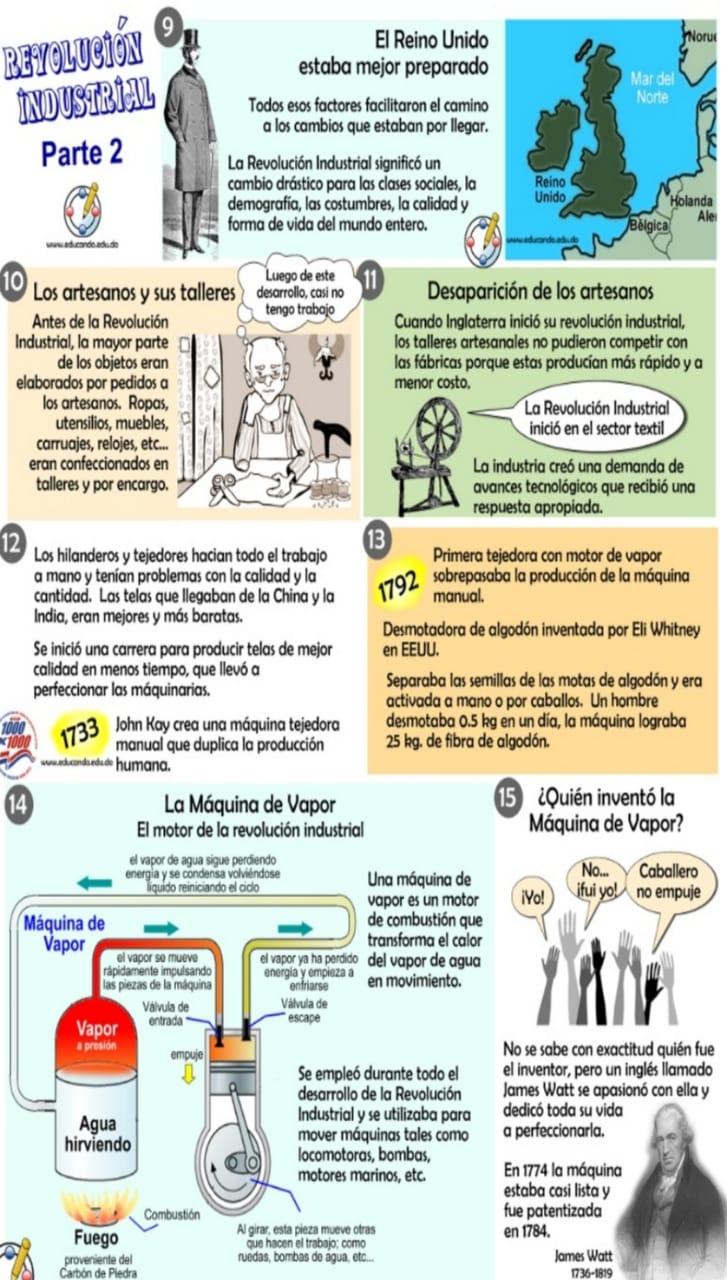 REVOLUCIÓN
INDUSTRIAL
Parte 2
www.educando.edu.do
9
El Reino Unido
estaba mejor preparado
Todos esos factores facilitaron el camino
a los cambios que estaban por llegar.
La Revolución Industrial significó un
cambio drástico para las clases sociales, la
demografía, las costumbres, la calidad y
forma de vida del mundo entero.
Mar del
Norte
Reino
Unido
Holanda
Bélgica
www.educando.edu.do
10
Los artesanos y sus talleres
Luego de este
desarrollo, casi no
tengo trabajo
Antes de la Revolución
Industrial, la mayor parte
de los objetos eran
elaborados por pedidos a
los artesanos. Ropas,
utensilios, muebles,
carruajes, relojes, etc...
eran confeccionados en
talleres y por encargo.
11
Desaparición de los artesanos
Cuando Inglaterra inició su revolución industrial,
los talleres artesanales no pudieron competir con
las fábricas porque estas producían más rápido y a
menor costo.
La Revolución Industrial
inició en el sector textil
La industria creó una demanda de
avances tecnológicos que recibió una
respuesta apropiada.
12
Los hilanderos y tejedores hacian todo el trabajo
a mano y tenían problemas con la calidad y la
cantidad. Las telas que llegaban de la China y la
India, eran mejores y más baratas.
Se inició una carrera para producir telas de mejor
calidad en menos tiempo, que llevó a
perfeccionar las máquinarias.
1000
x1000
www.educando.edu.do
1733
John Kay crea una máquina tejedora
manual que duplica la producción
humana.
13
1792
Primera tejedora con motor de vapor
sobrepasaba la producción de la máquina
manual.
Desmotadora de algodón inventada por Eli Whitney
en EEUU.
Separaba las semillas de las motas de algodón y era
activada a mano o por caballos. Un hombre
desmotaba 0.5 kg en un día, la máquina lograba
25 kg. de fibra de algodón.
14
La Máquina de Vapor
El motor de la revolución industrial
el vapor de agua sigue perdiendo
energía y se condensa volviéndose
líquido reiniciando el ciclo
Máquina de
Vapor
el vapor se mueve
rápidamente impulsando
las piezas de la máquina
el vapor ya ha perdido
energía y empieza a
enfriarse
Válvula de
entrada
Válvula de
escape
Vapor
a presión
empuje
Agua
hirviendo
Combustión
Fuego
proveniente del
Carbón de Piedra
Al girar, esta pieza mueve otras
que hacen el trabajo; como
ruedas, bombas de agua, etc...
Una máquina de
vapor es un motor
de combustión que
transforma el calor
del vapor de agua
en movimiento.
Se empleó durante todo el
desarrollo de la Revolución
Industrial y se utilizaba para
mover máquinas tales como
locomotoras, bombas,
motores marinos, etc.
15
¿Quién inventó la
Máquina de Vapor?
¡Yo!
No...
¡fui yo!
Caballero
no empuje
No se sabe con exactitud quién fue
el inventor, pero un inglés llamado
James Watt se apasionó con ella y
dedicó toda su vida
a perfeccionarla.
En 1774 la máquina
estaba casi lista y
fue patentizada
en 1784.
James Watt
1736-1819